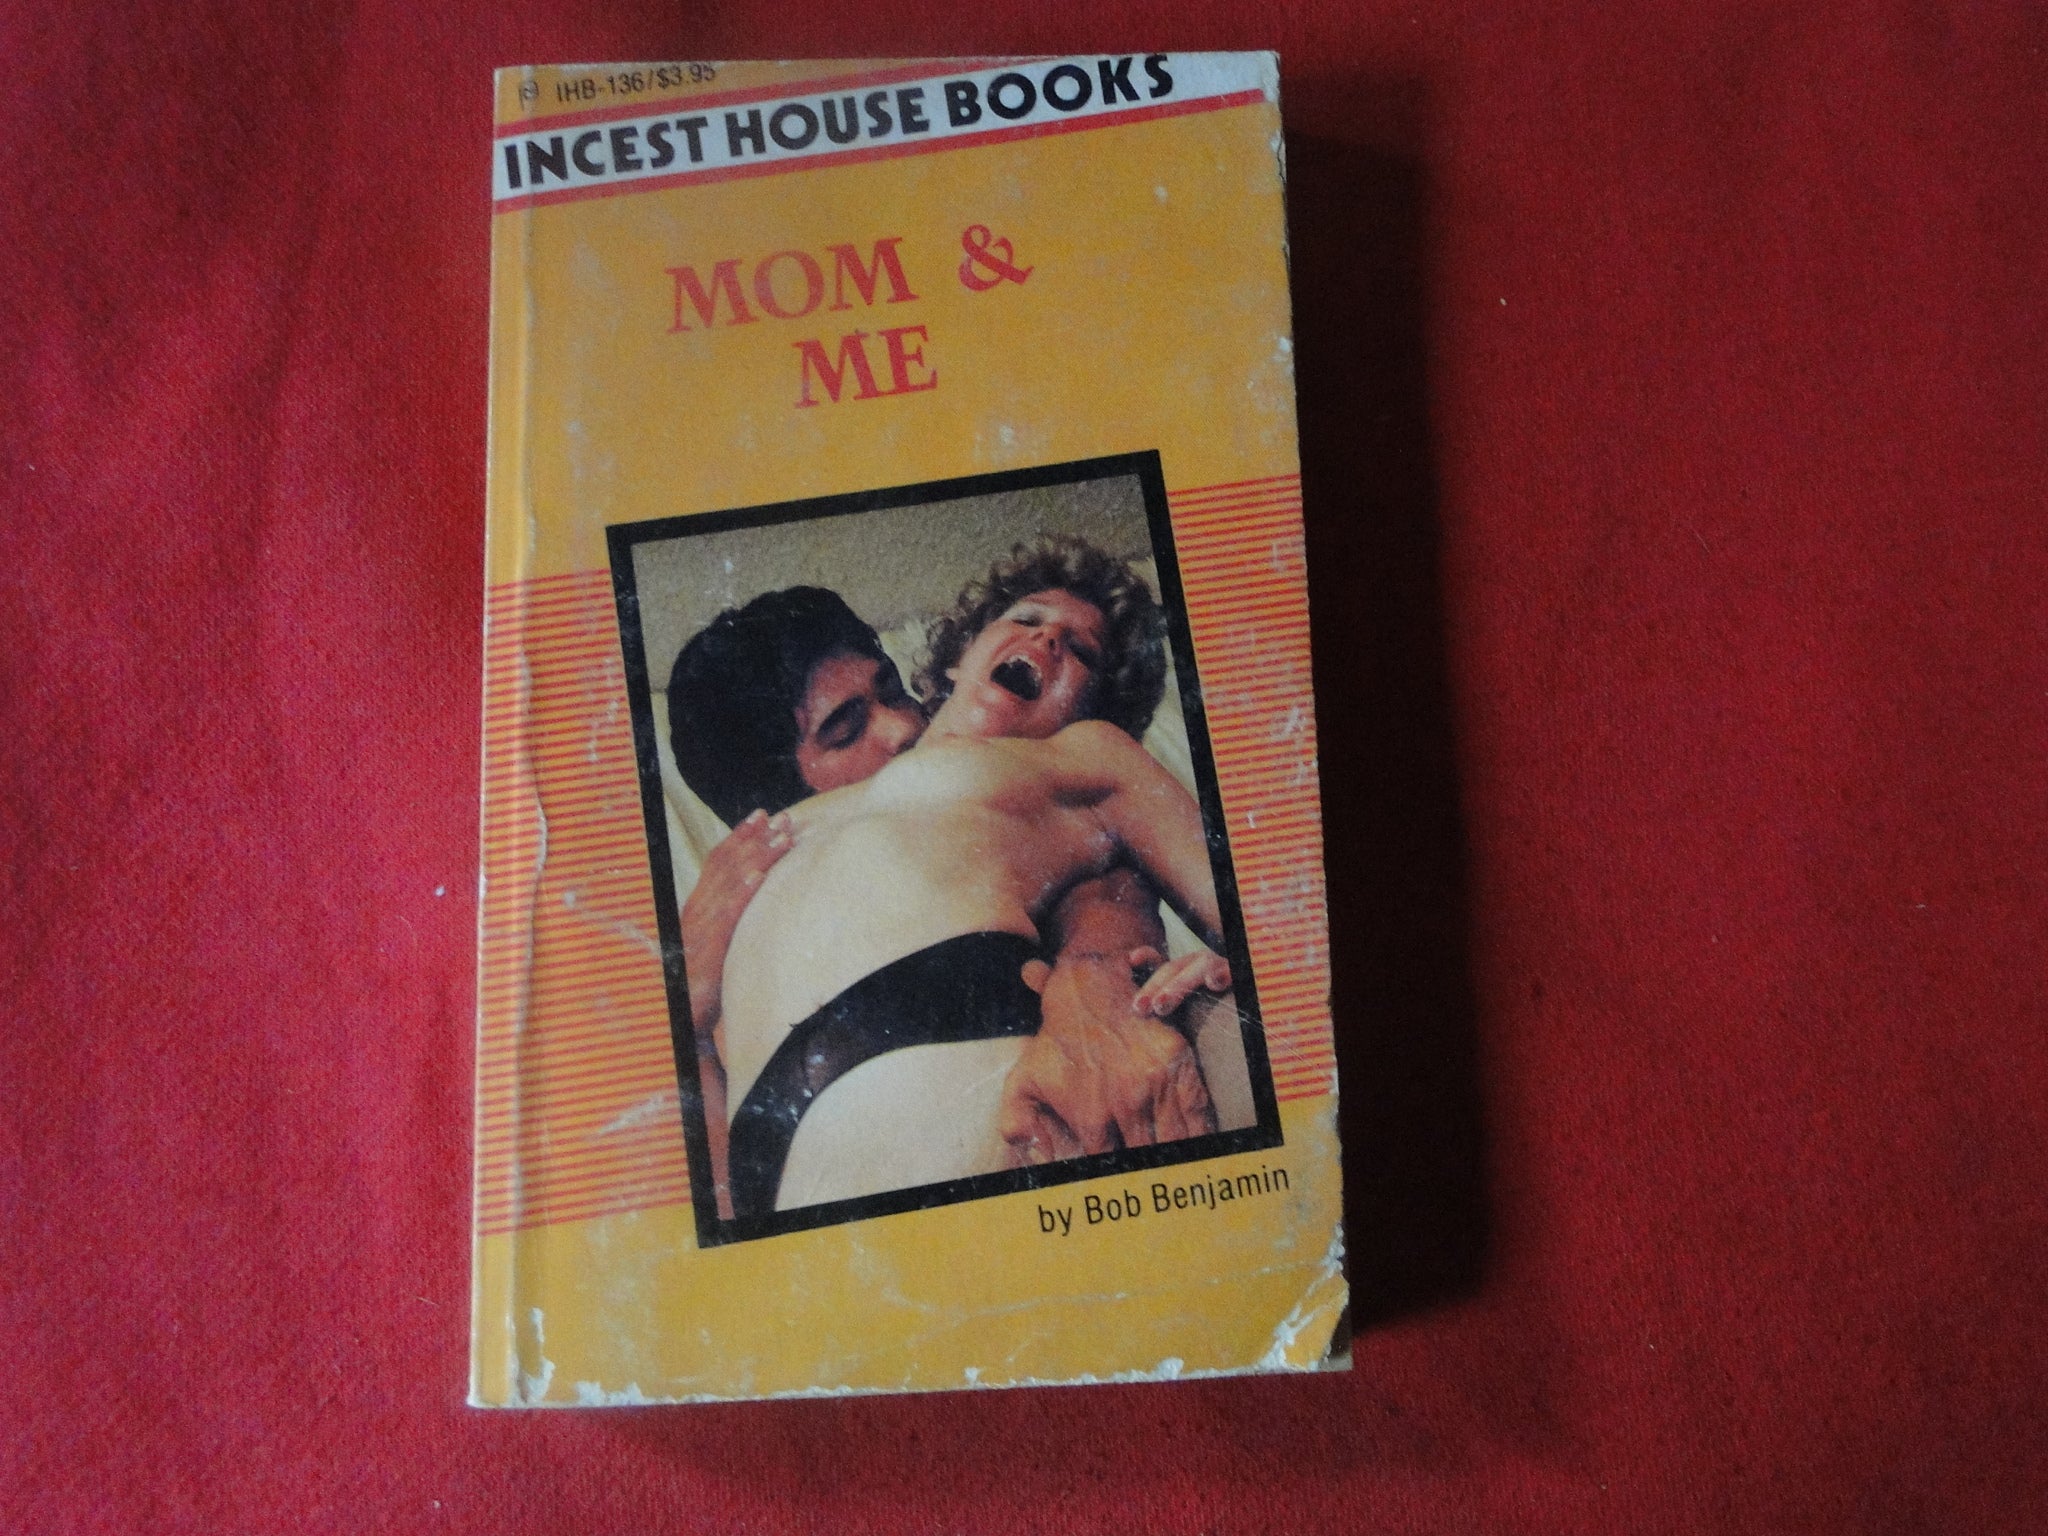 IHB-136/$3.95
INCEST HOUSE BOOKS
MOM &
ME
by Bob Benjamin